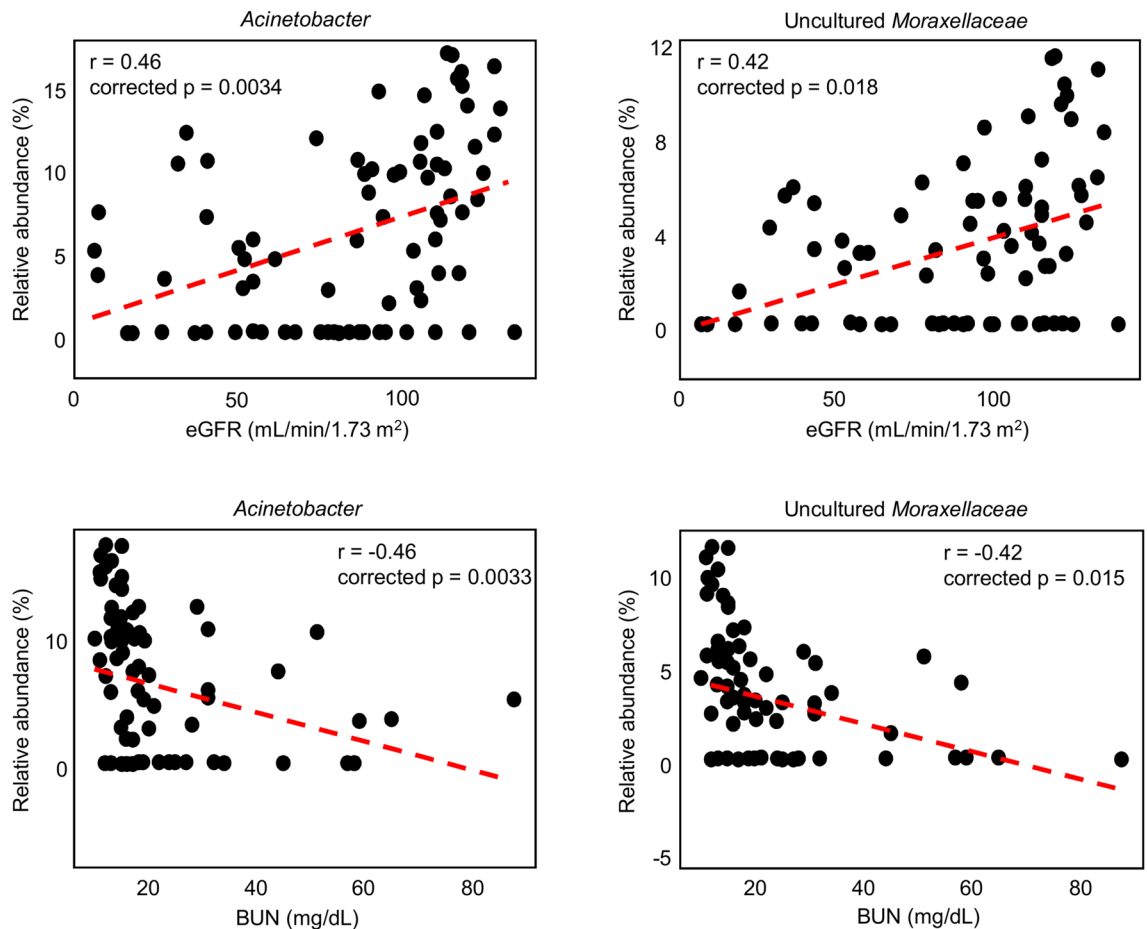 Acinetobacter
r = 0.46
corrected p = 0.0034
15
10
5
0
Relative abundance (%)
0
50
100
eGFR (mL/min/1.73 m²)
Uncultured Moraxellaceae
r = 0.42
corrected p = 0.018
12
8
4
0
Relative abundance (%)
0
50
100
eGFR (mL/min/1.73 m²)
Acinetobacter
r = -0.46
corrected p = 0.0033
10
0
Relative abundance (%)
20
40
60
80
BUN (mg/dL)
Uncultured Moraxellaceae
r = -0.42
corrected p = 0.015
10
5
0
-5
Relative abundance (%)
20
40
60
80
BUN (mg/dL)